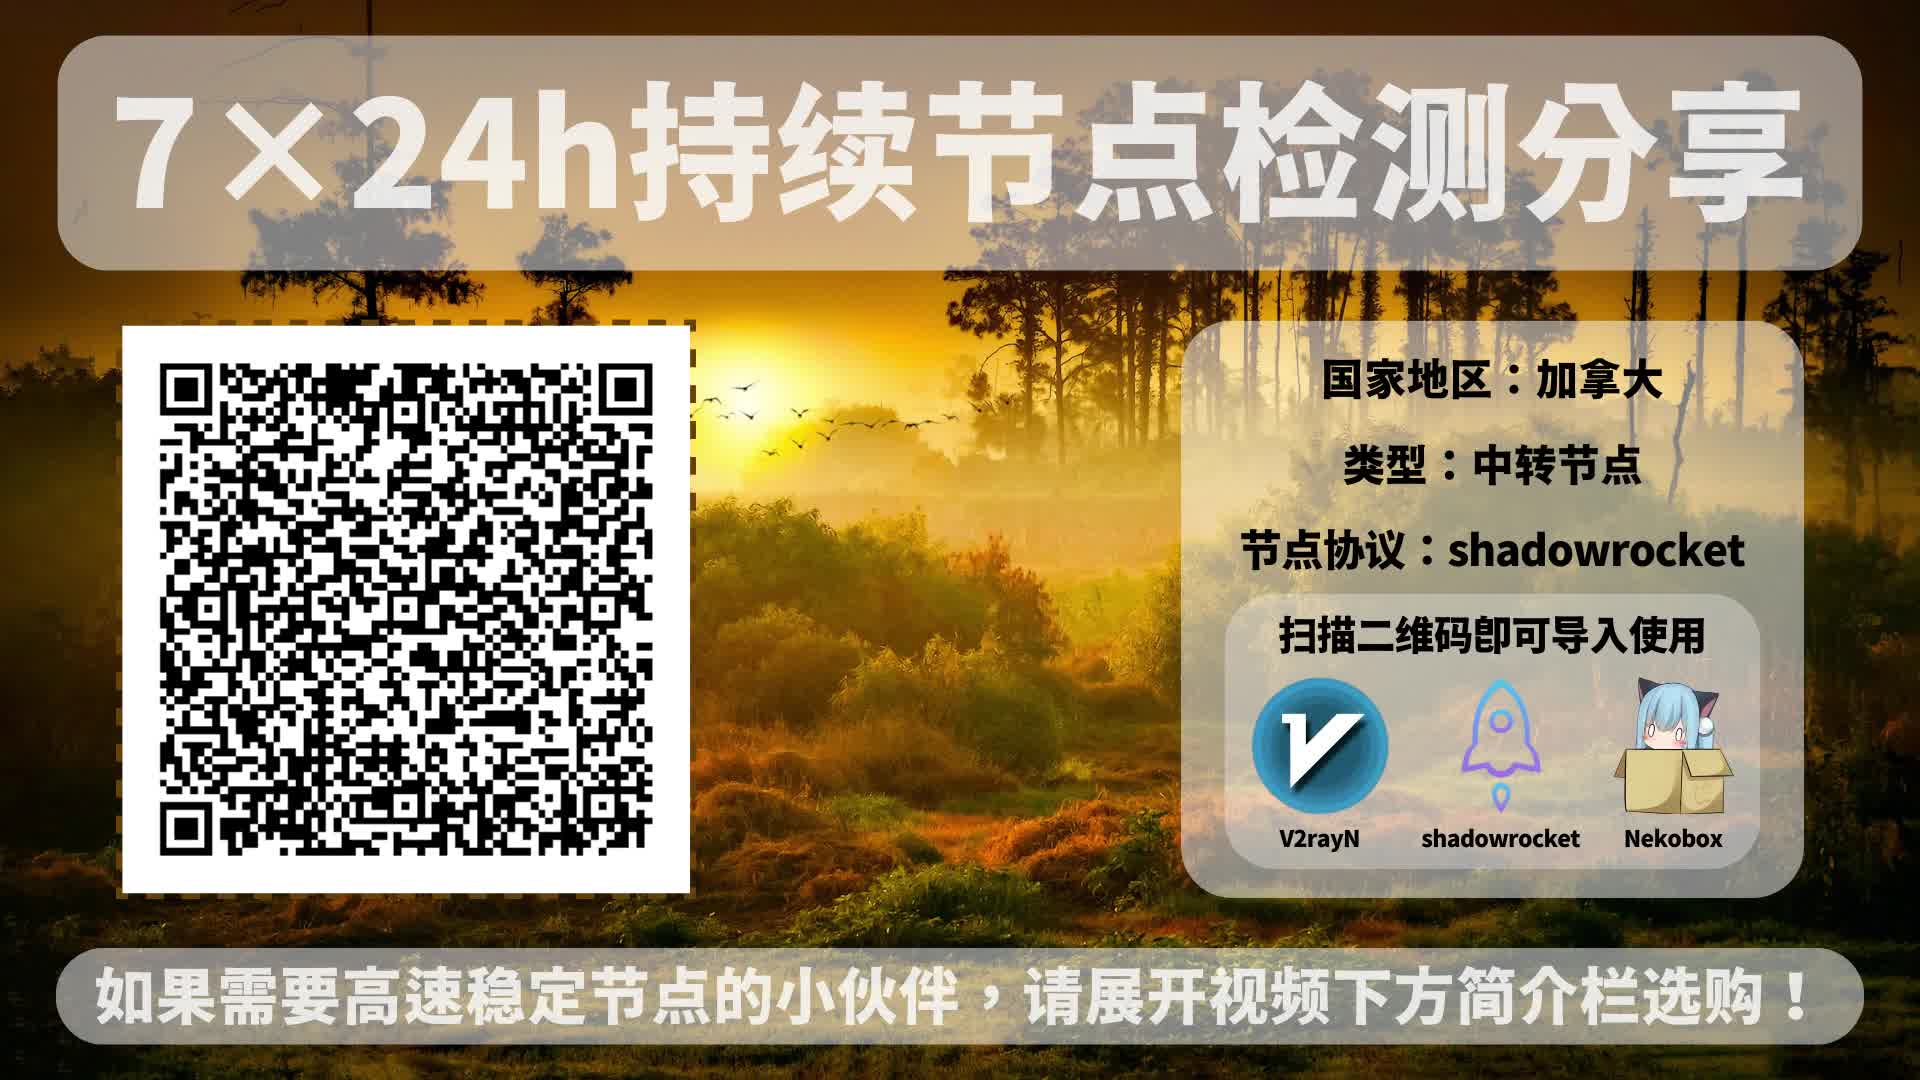 7×24h持续节点检测分享
国家地区：加拿大
类型：中转节点
节点协议：shadowrocket
扫描二维码即可导入使用
V2rayN
shadowrocket
Nekobox
如果需要高速稳定节点的小伙伴，请展开视频下方简介栏选购！